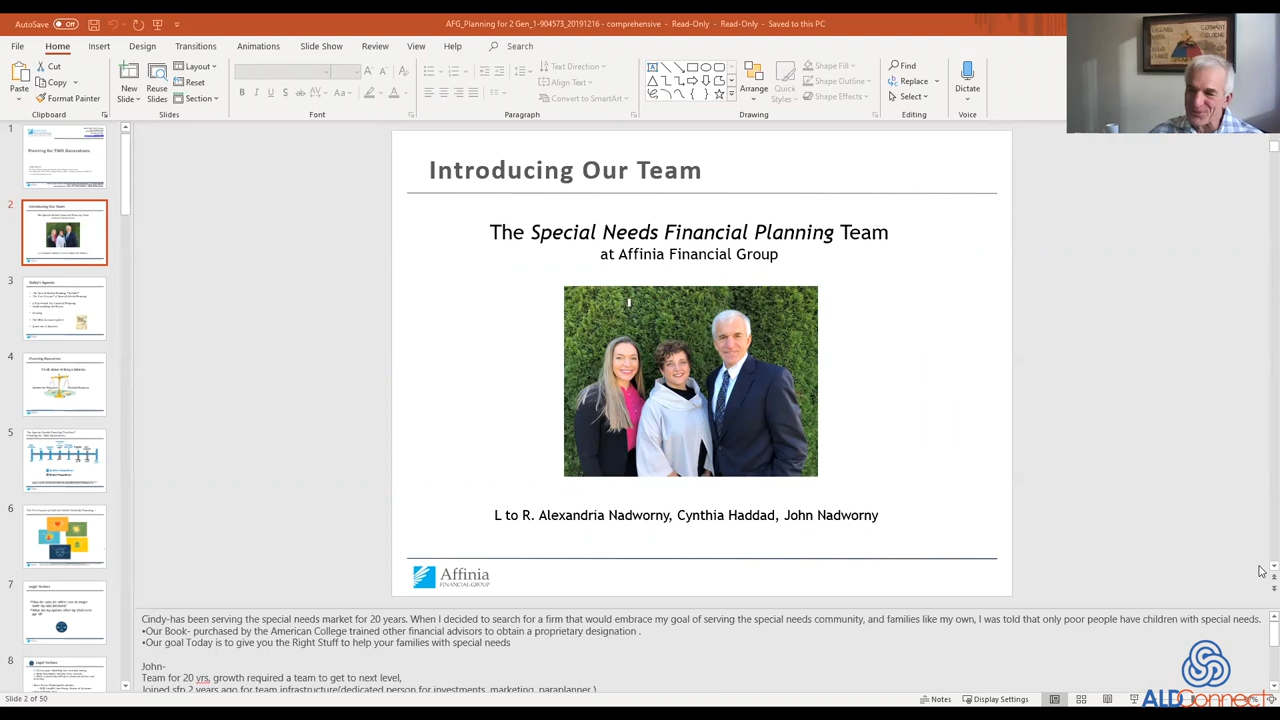 AutoSave Off
AFG_Planning for 2 Gen_1-904573_20191216 - comprehensive - Read-Only - Read-Only - Saved to this PC
File Home Insert Design Transitions Animations Slide Show Review View Help Search
Paste
Cut
Copy
Format Painter
Clipboard
New Slide
Reuse Slides
Layout
Reset
Section
Slides
Font
Text Direction
Align Text
Convert to SmartArt
Paragraph
Arrange
Quick Styles
Shape Fill
Shape Outline
Shape Effects
Drawing
Find
Replace
Select
Editing
Dictate
Voice
1
2
3
4
5
6
7
8
Introducing Our Team
The Special Needs Financial Planning Team
at Affinia Financial Group
L to R. Alexandria Nadworny, Cynthia Haddad, John Nadworny
Affinia
FINANCIAL GROUP
Cindy-has been serving the special needs market for 20 years. When I decided to search for a firm that would embrace my goal of serving the special needs community, and families like my own, I was told that only poor people have children with special needs.
•Our Book- purchased by the American College trained other financial advisors to obtain a proprietary designation .
•Our goal Today is to give you the Right Stuff to help your families with special needs
John-
Team for 20 yrs, growth required a team to get to next level,
Joined sfp 2 years ago for team infrastructure(dedicated person for investments, marketing, paraplanner )
Slide 2 of 50
Notes
Display Settings
ALDConnect